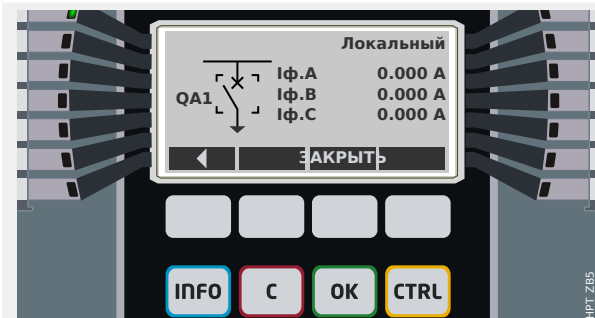 Локальный
Iф.A 0.000 A
Iф.B 0.000 A
QA1
Iф.C 0.000 A
ЗАКРЫТЬ
INFO C OK CTRL
HPT ZB5